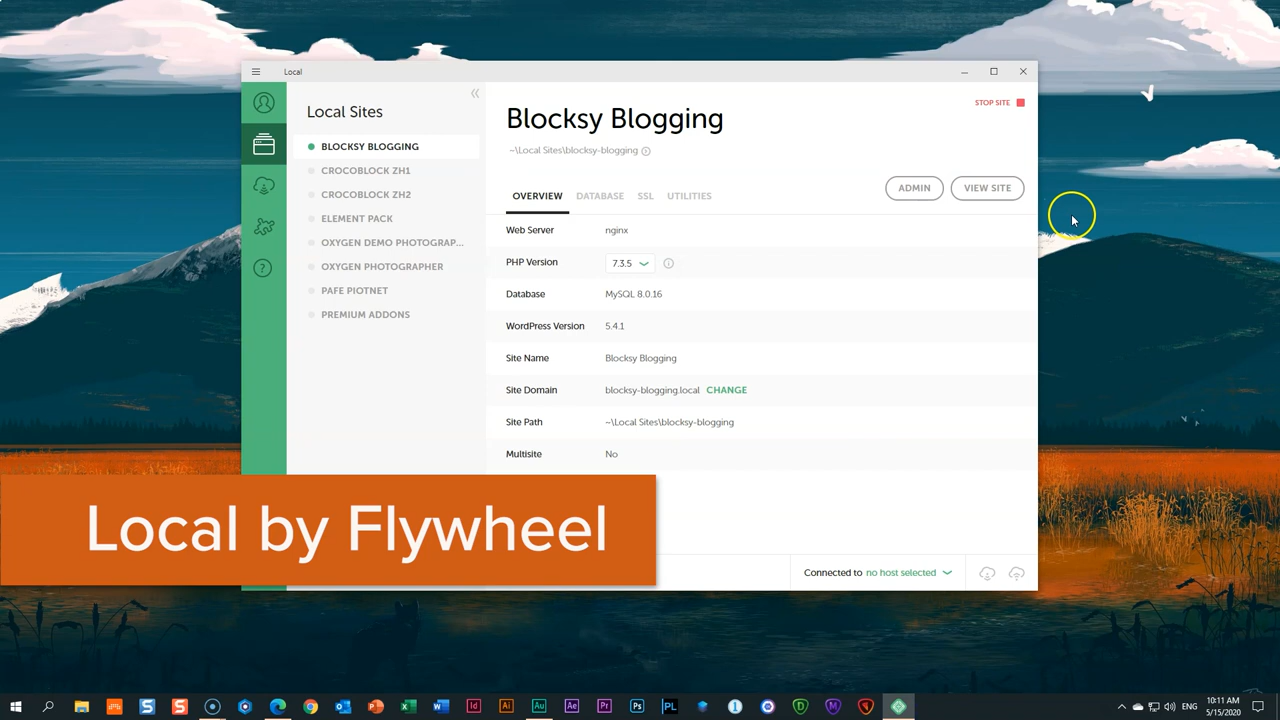 Local
Local Sites
BLOCKSY BLOGGING
CROCOBLOCK ZH1
CROCOBLOCK ZH2
ELEMENT PACK
OXYGEN DEMO PHOTOGRAP...
OXYGEN PHOTOGRAPHER
PAFE PIOTNET
PREMIUM ADDONS
STOP SITE
Blocksy Blogging
~\Local Sites\blocksy-blogging
OVERVIEW DATABASE SSL UTILITIES
ADMIN VIEW SITE
Web Server nginx
PHP Version 7.3.5
Database MySQL 8.0.16
WordPress Version 5.4.1
Site Name Blocksy Blogging
Site Domain blocksy-blogging.local CHANGE
Site Path ~\Local Sites\blocksy-blogging
Multisite No
Local by Flywheel
Connected to no host selected
10:11 AM
5/15/2020